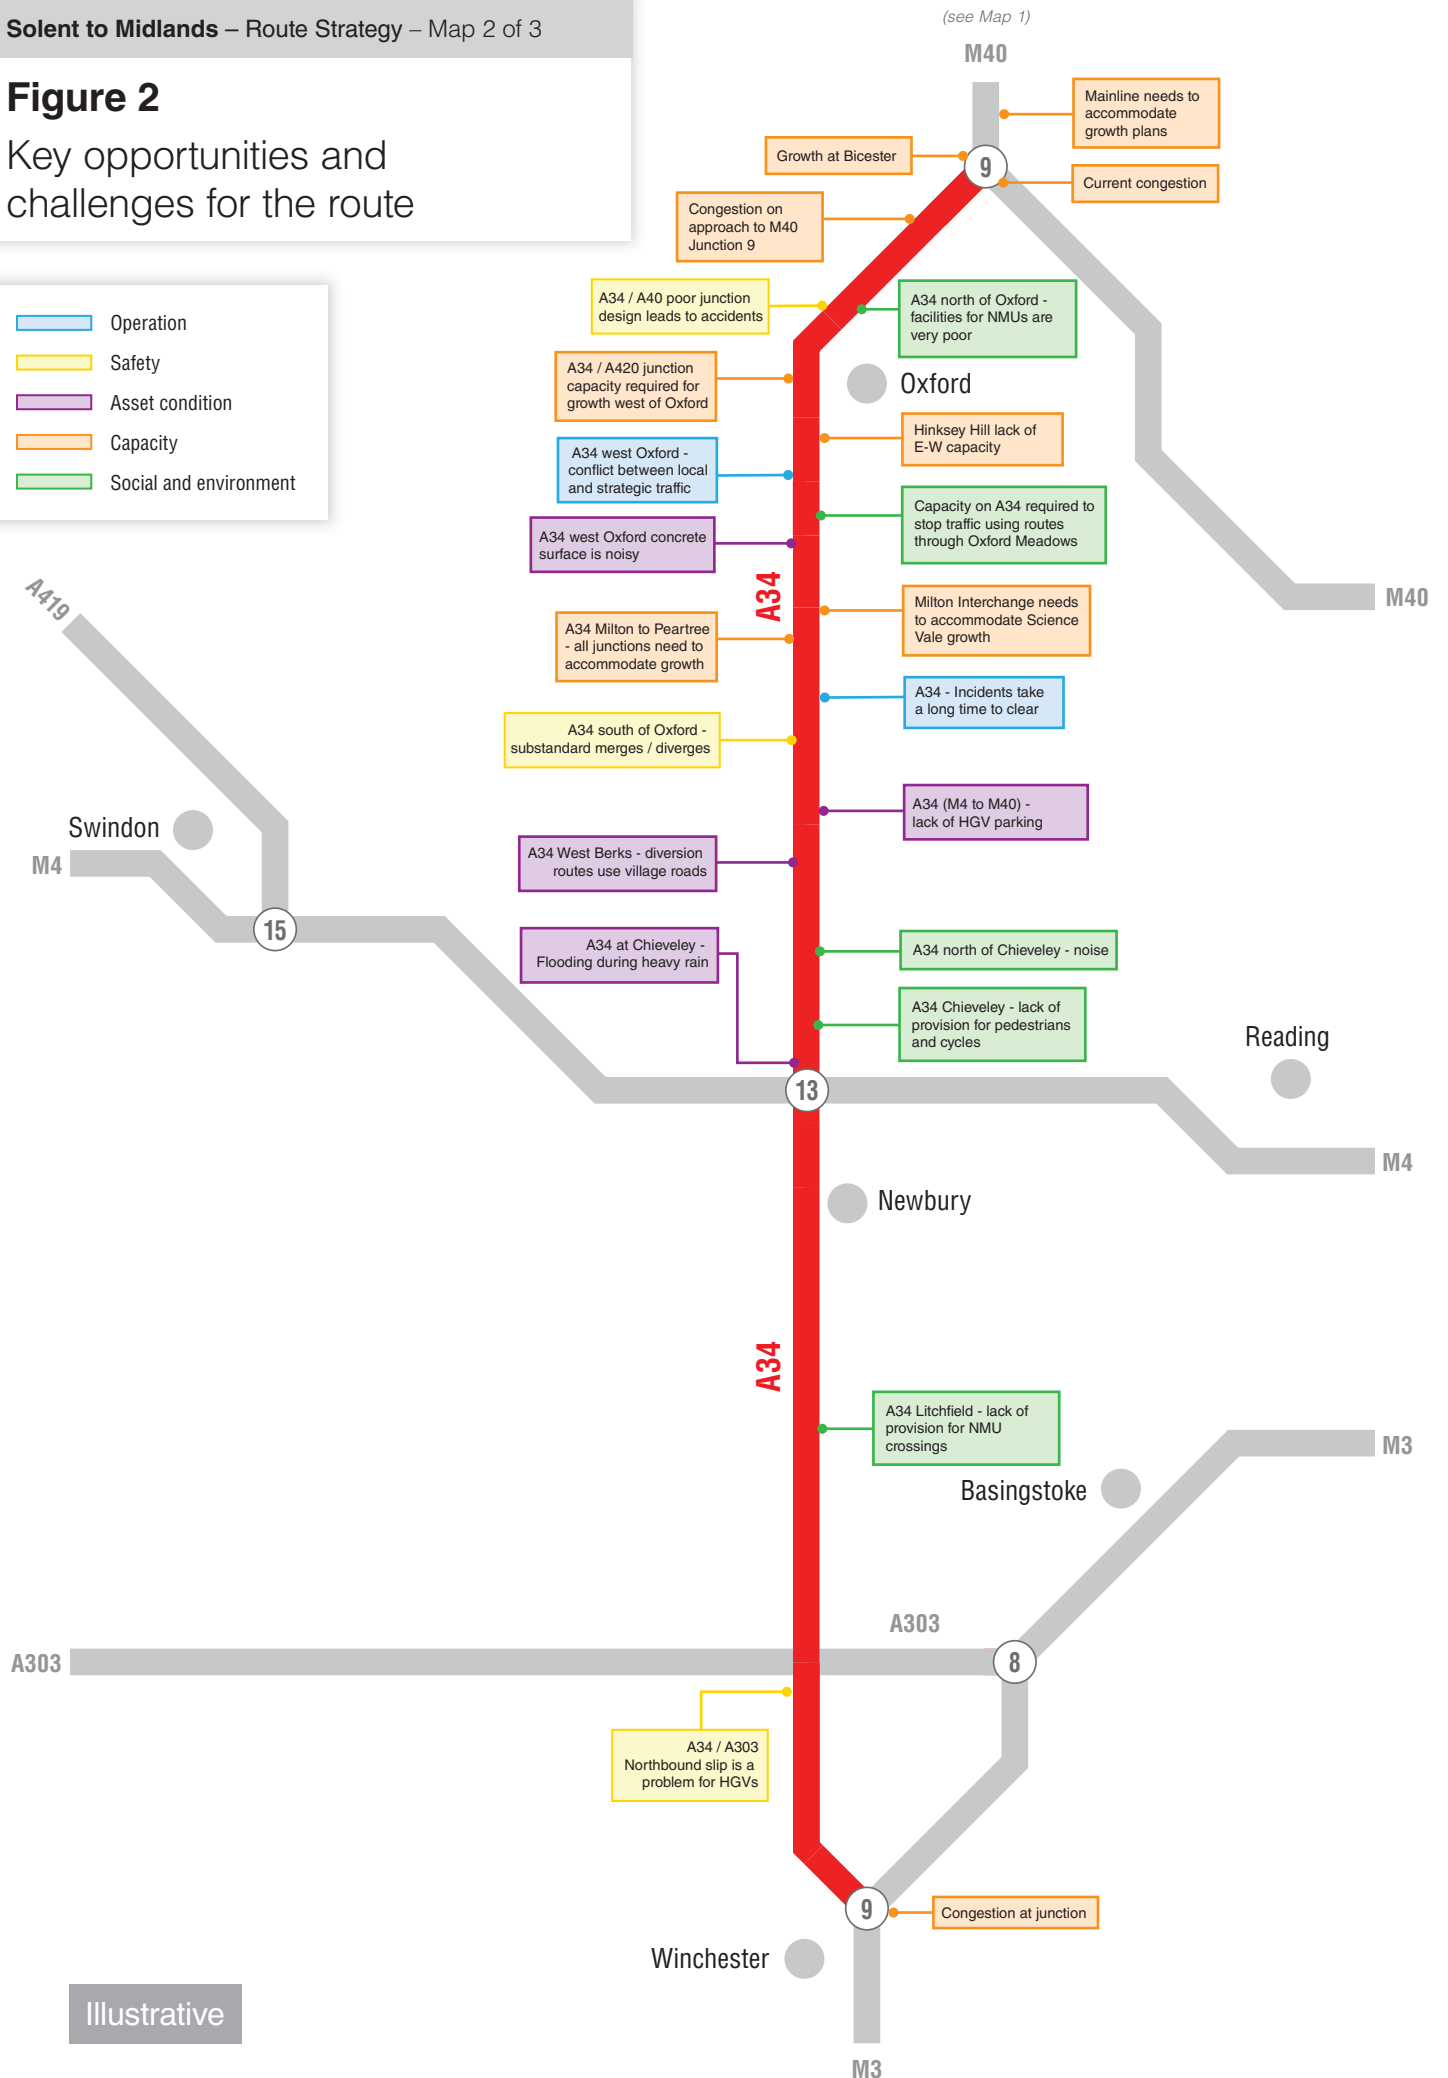 Solent to Midlands – Route Strategy – Map 2 of 3
Figure 2
Key opportunities and
challenges for the route
Operation
Safety
Asset condition
Capacity
Social and environment
(see Map 1)
M40
Mainline needs to
accommodate
growth plans
Growth at Bicester
9
Current congestion
Congestion on
approach to M40
Junction 9
A34 / A40 poor junction
design leads to accidents
A34 north of Oxford -
facilities for NMUs are
very poor
A34 / A420 junction
capacity required for
growth west of Oxford
Oxford
Hinksey Hill lack of
E-W capacity
A34 west Oxford -
conflict between local
and strategic traffic
Capacity on A34 required to
stop traffic using routes
through Oxford Meadows
A34 west Oxford concrete
surface is noisy
A34
A419
M40
Milton Interchange needs
to accommodate Science
Vale growth
A34 Milton to Peartree
- all junctions need to
accommodate growth
A34 - Incidents take
a long time to clear
A34 south of Oxford -
substandard merges / diverges
A34 (M4 to M40) -
lack of HGV parking
Swindon
M4
A34 West Berks - diversion
routes use village roads
15
A34 at Chieveley -
Flooding during heavy rain
A34 north of Chieveley - noise
A34 Chieveley - lack of
provision for pedestrians
and cycles
Reading
13
M4
Newbury
A34
A34 Litchfield - lack of
provision for NMU
crossings
M3
Basingstoke
A303
A303
8
A34 / A303
Northbound slip is a
problem for HGVs
9
Congestion at junction
Winchester
Illustrative
M3